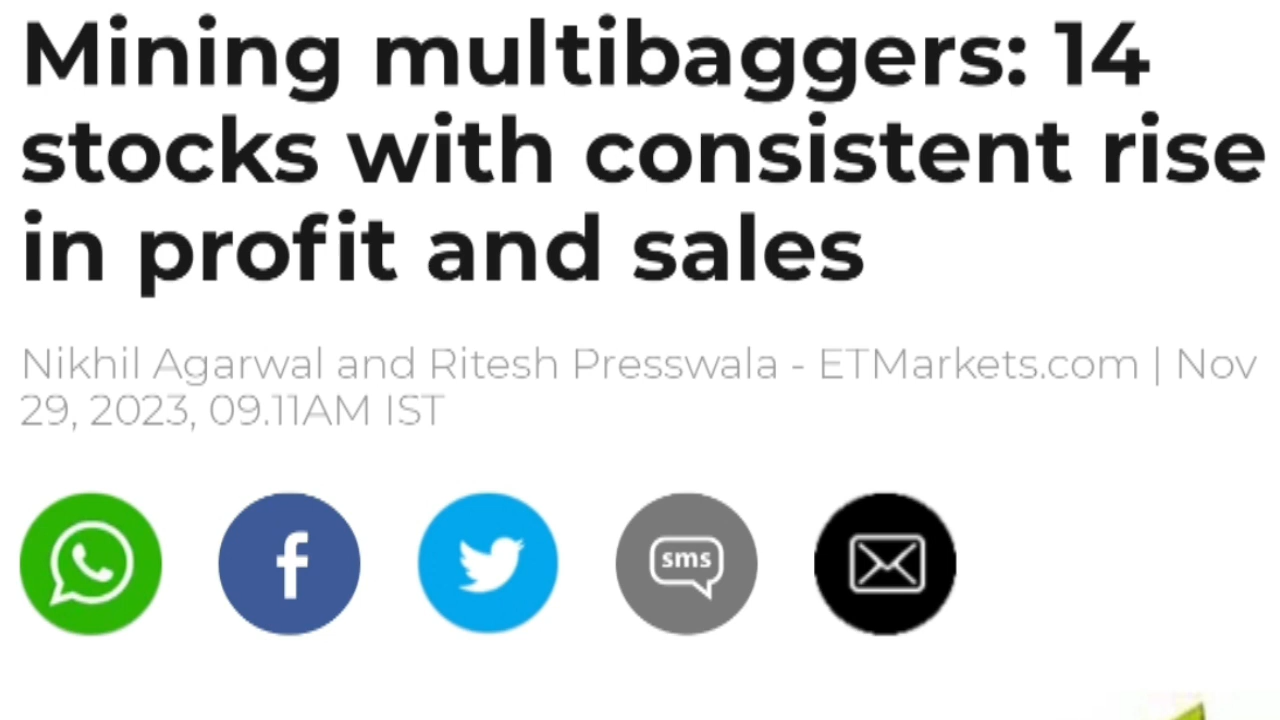 Mining multibaggers: 14
stocks with consistent rise
in profit and sales
Nikhil Agarwal and Ritesh Presswala - ETMarkets.com | Nov
29, 2023, 09.11AM IST
sms